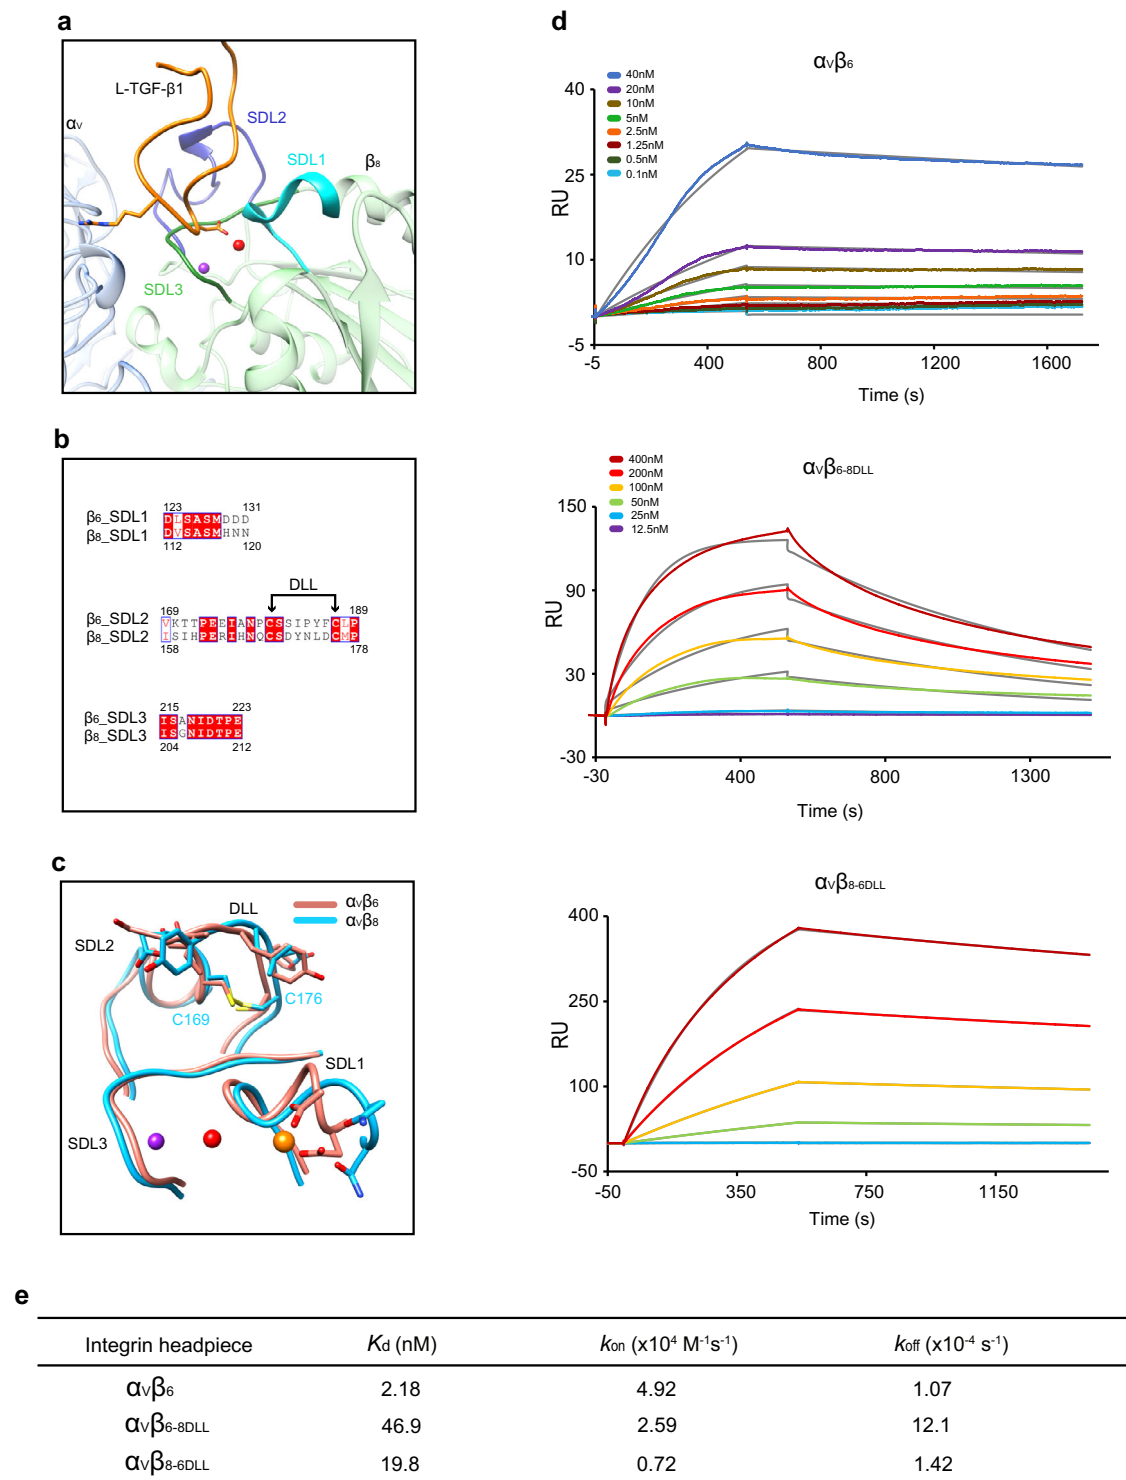 a
L-TGF-β1
αv
SDL2
SDL1
β8
SDL3
b
β6_SDL1
123 131
DLSASMDDD
β8_SDL1
DVSASMHNN
112 120
DLL
169 189
β6_SDL2
VKTTPEEIANPCSSIPYFCLP
β8_SDL2
ISIHPERIHNQCSDYNLDCMP
158 178
215 223
β6_SDL3
ISANIDTPE
β8_SDL3
ISGNIDTPE
204 212
c
αvβ6
αvβ8
DLL
SDL2
C176
C169
SDL1
SDL3
d
αvβ6
40nM
20nM
10nM
5nM
2.5nM
1.25nM
0.5nM
0.1nM
40
25
10
-5
RU
-5 400 800 1200 1600
Time (s)
αvβ6-8DLL
400nM
200nM
100nM
50nM
25nM
12.5nM
150
90
30
-30
RU
-30 400 800 1300
Time (s)
αvβ8-6DLL
400
250
100
-50
RU
-50 350 750 1150
Time (s)
e
Integrin headpiece Kd (nM) kon (x10⁴ M⁻¹s⁻¹) koff (x10⁻⁴ s⁻¹)
αvβ6 2.18 4.92 1.07
αvβ6-8DLL 46.9 2.59 12.1
αvβ8-6DLL 19.8 0.72 1.42